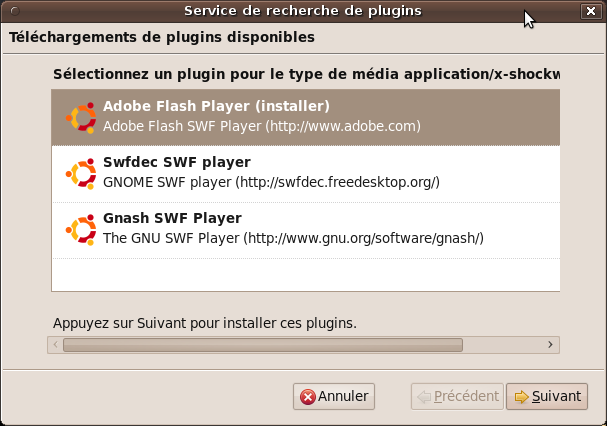 Service de recherche de plugins
Téléchargements de plugins disponibles
Sélectionnez un plugin pour le type de média application/x-shockw
Adobe Flash Player (installer)
Adobe Flash SWF Player (http://www.adobe.com)
Swfdec SWF player
GNOME SWF player (http://swfdec.freedesktop.org/)
Gnash SWF Player
The GNU SWF Player (http://www.gnu.org/software/gnash/)
Appuyez sur Suivant pour installer ces plugins.
Annuler Précédent Suivant